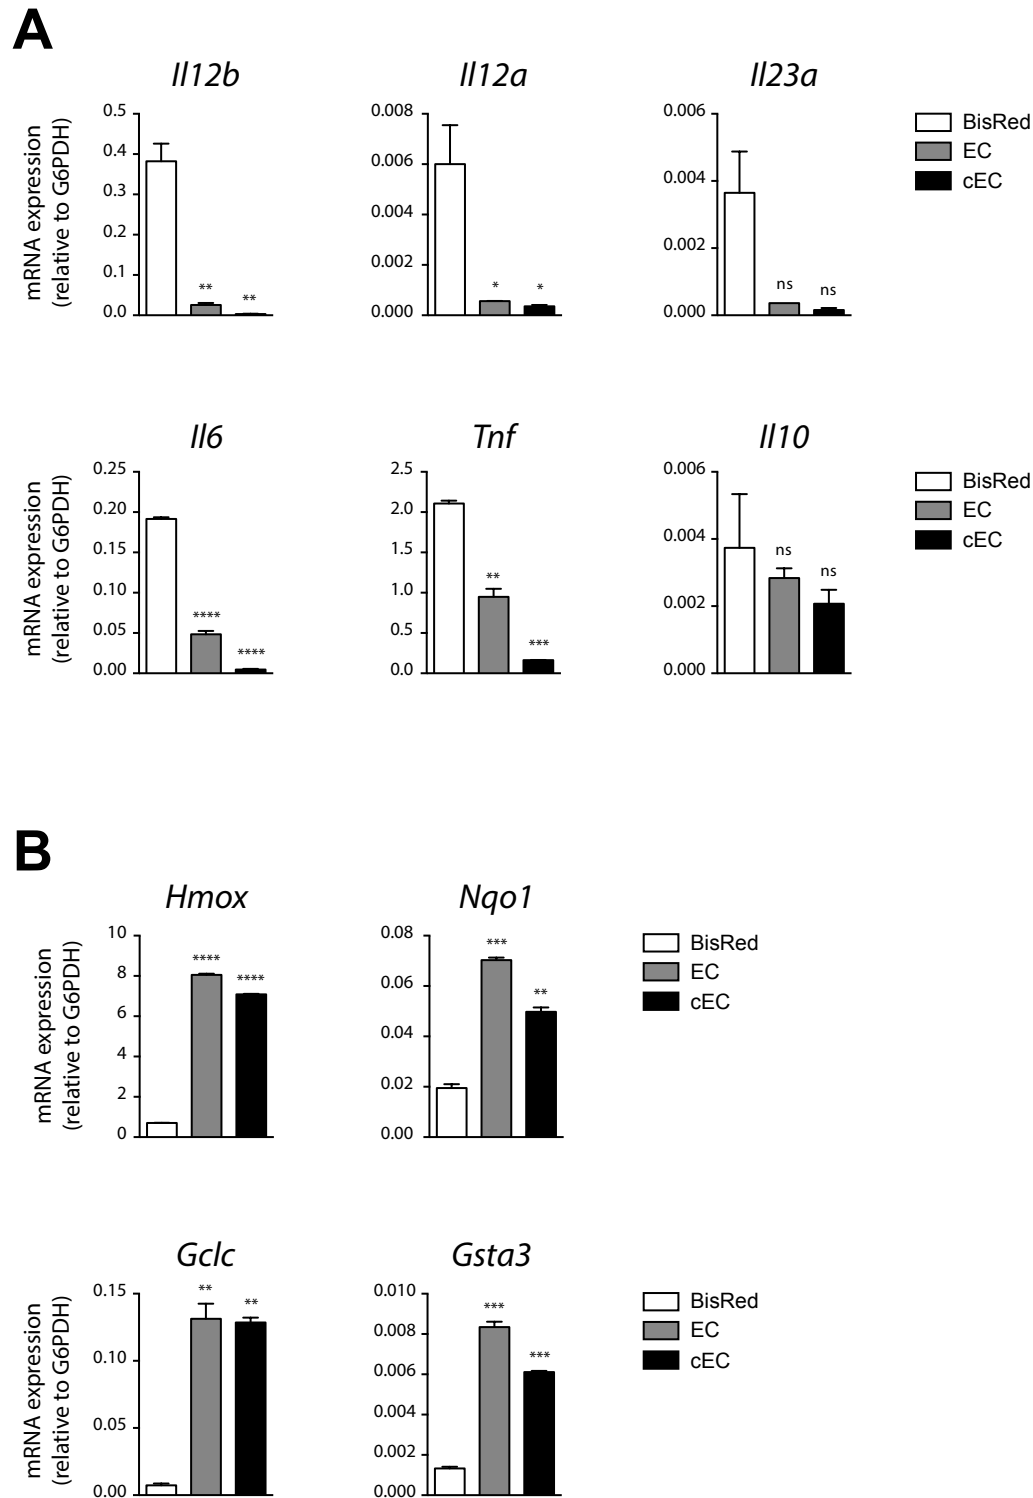 A
Il12b
Il12a
Il23a
mRNA expression
(relative to G6PDH)
0.5
0.4
0.3
0.2
0.1
0.0
**
**
0.008
0.006
0.004
0.002
0.000
*
*
0.006
0.004
0.002
0.000
ns
ns
BisRed
EC
cEC
Il6
Tnf
Il10
mRNA expression
(relative to G6PDH)
0.25
0.20
0.15
0.10
0.05
0.00
****
****
2.5
2.0
1.5
1.0
0.5
0.0
**
***
0.006
0.004
0.002
0.000
ns
ns
BisRed
EC
cEC
B
Hmox
Nqo1
mRNA expression
(relative to G6PDH)
10
8
6
4
2
0
****
****
0.08
0.06
0.04
0.02
0.00
***
**
BisRed
EC
cEC
Gclc
Gsta3
mRNA expression
(relative to G6PDH)
0.15
0.10
0.05
0.00
**
**
0.010
0.008
0.006
0.004
0.002
0.000
***
***
BisRed
EC
cEC